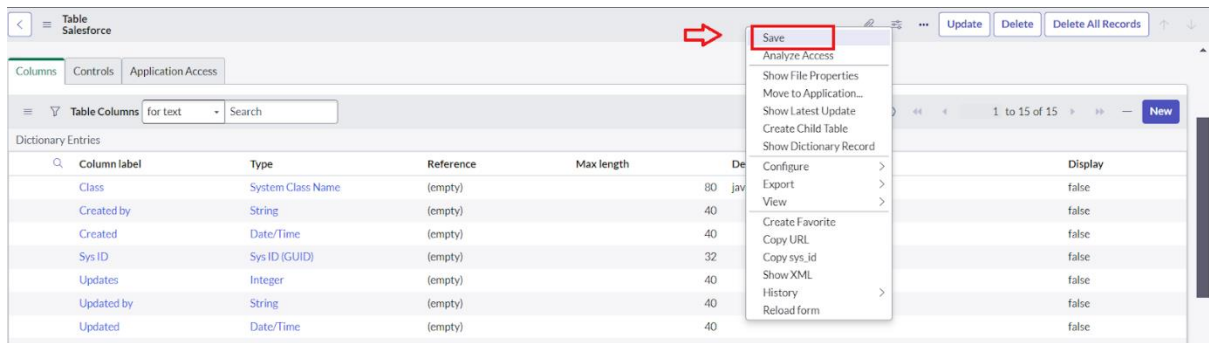 Table
Salesforce
Update Delete Delete All Records
Columns Controls Application Access
Table Columns for text Search
1 to 15 of 15 New
Dictionary Entries
Column label Type Reference Max length De Display
Class System Class Name (empty) 80 jav false
Created by String (empty) 40 false
Created Date/Time (empty) 40 false
Sys ID Sys ID (GUID) (empty) 32 false
Updates Integer (empty) 40 false
Updated by String (empty) 40 false
Updated Date/Time (empty) 40 false
Save
Analyze Access
Show File Properties
Move to Application...
Show Latest Update
Create Child Table
Show Dictionary Record
Configure
Export
View
Create Favorite
Copy URL
Copy sys_id
Show XML
History
Reload form